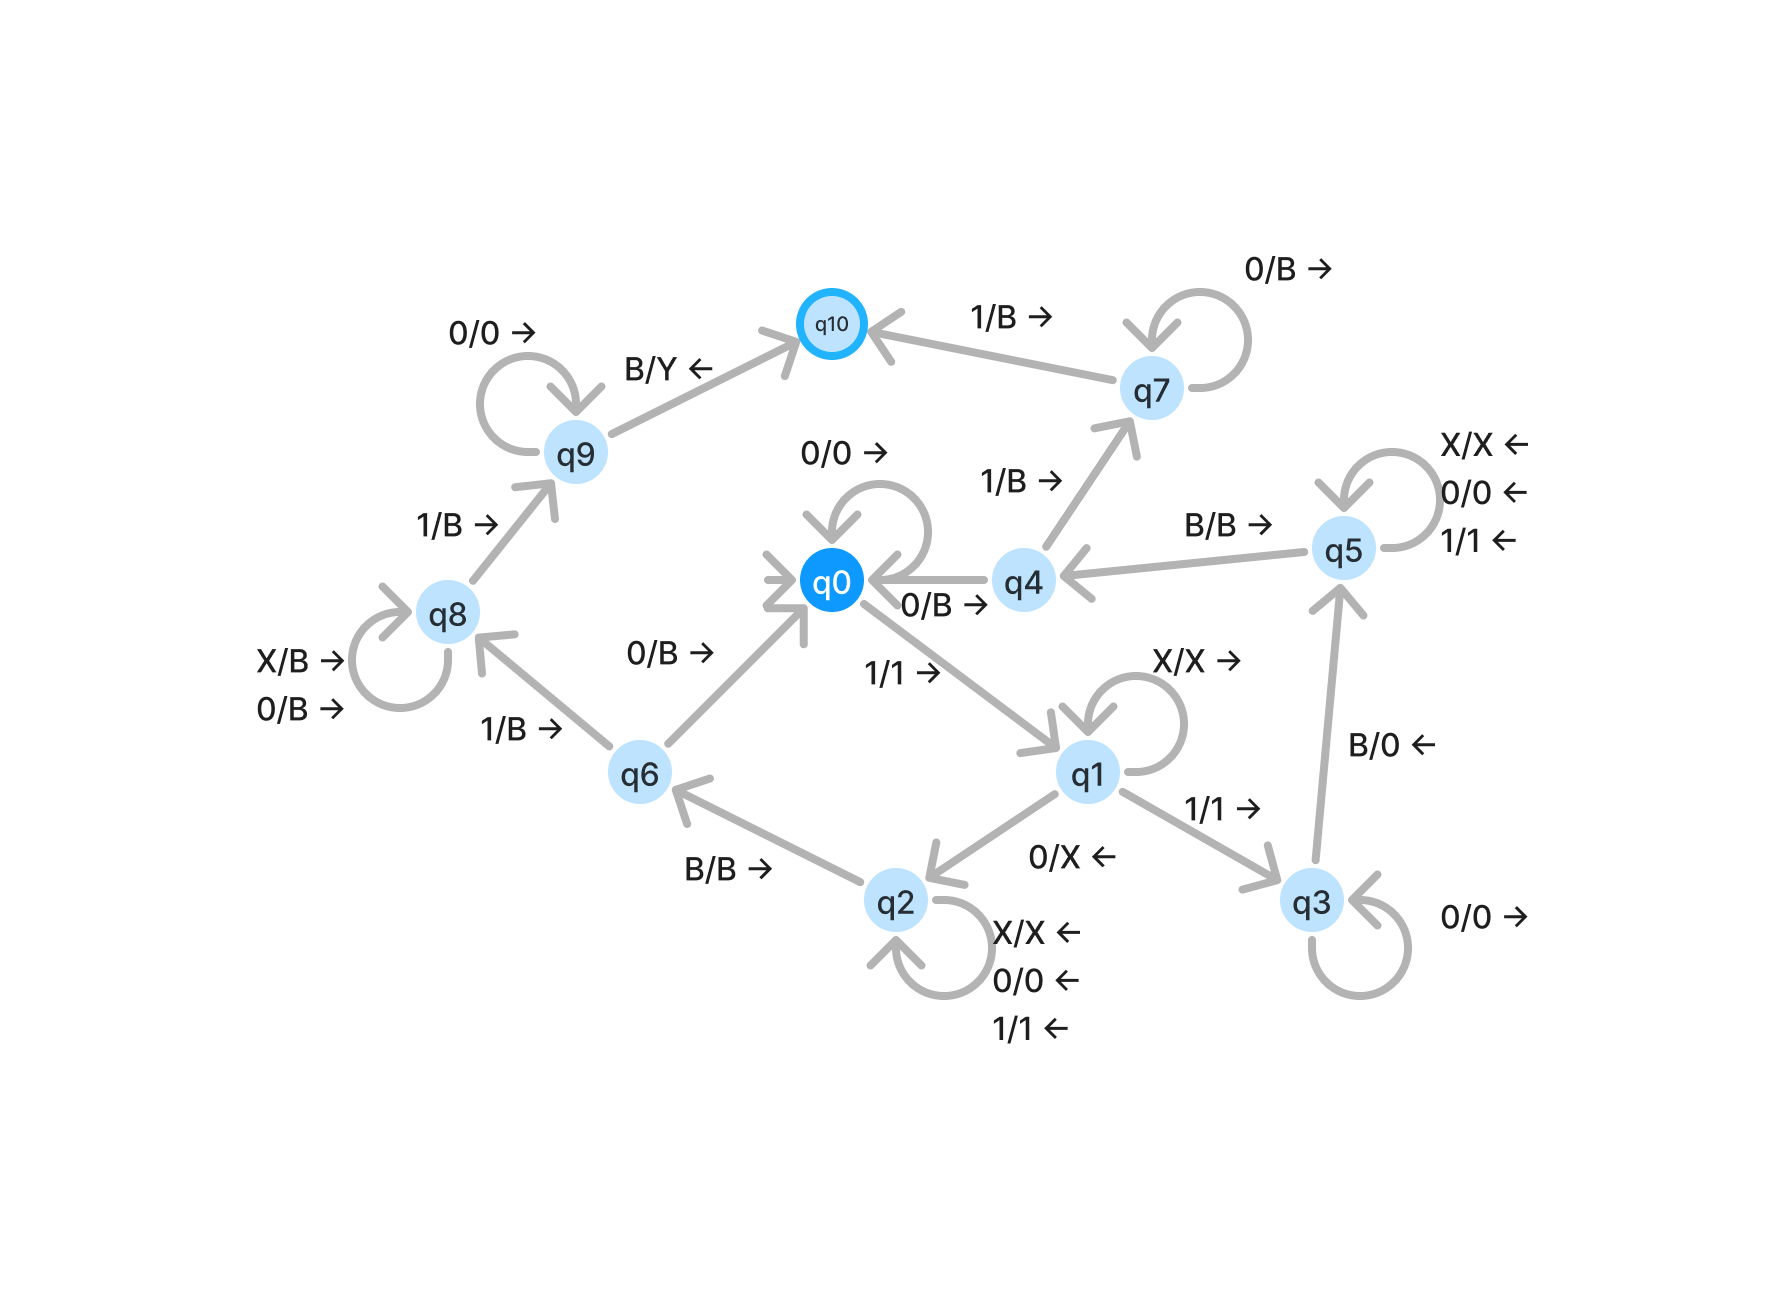 0/B →
q10
1/B →
0/0 →
B/Y ←
q7
q9
0/0 →
X/X ←
0/0 ←
1/1 ←
1/B →
1/B →
B/B →
q5
q0
q4
0/B →
q8
0/B →
1/1 →
X/X →
X/B →
0/B →
1/B →
B/0 ←
q6
q1
1/1 →
B/B →
0/X ←
q2
q3
0/0 →
X/X ←
0/0 ←
1/1 ←